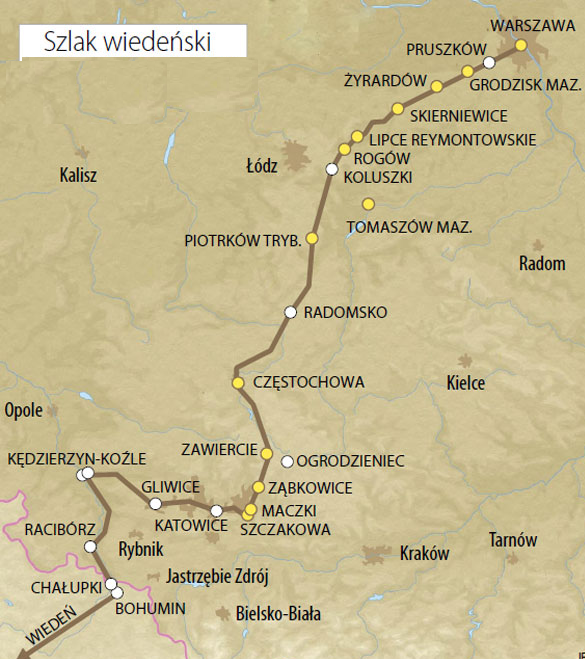 Szlak wiedeński
WARSZAWA
PRUSZKÓW
GRODZISK MAZ.
ŻYRARDÓW
SKIERNIEWICE
LIPCE REYMONTOWSKIE
ROGÓW
Łódź
KOLUSZKI
Kalisz
TOMASZÓW MAZ.
PIOTRKÓW TRYB.
Radom
RADOMSKO
CZĘSTOCHOWA
Kielce
Opole
ZAWIERCIE
KĘDZIERZYN-KOŹLE
OGRODZIENIEC
GLIWICE
ZĄBKOWICE
MACZKI
KATOWICE
SZCZAKOWA
RACIBÓRZ
Rybnik
Kraków
Tarnów
Jastrzębie Zdrój
CHAŁUPKI
BOHUMIN
Bielsko-Biała
WIEDEŃ